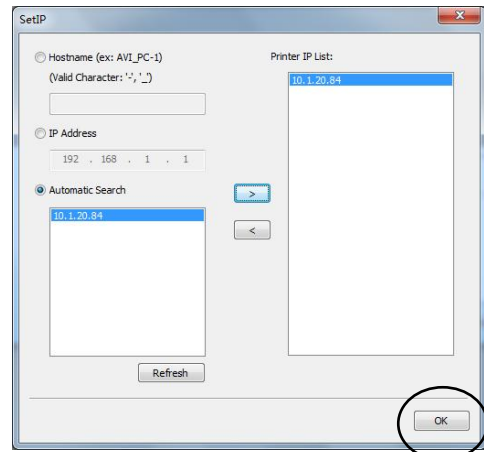 SetIP
Hostname (ex: AVI_PC-1)
(Valid Character: '-', '_')
IP Address
192 . 168 . 1 . 1
Automatic Search
10.1.20.84
Refresh
>
<
Printer IP List:
10.1.20.84
OK